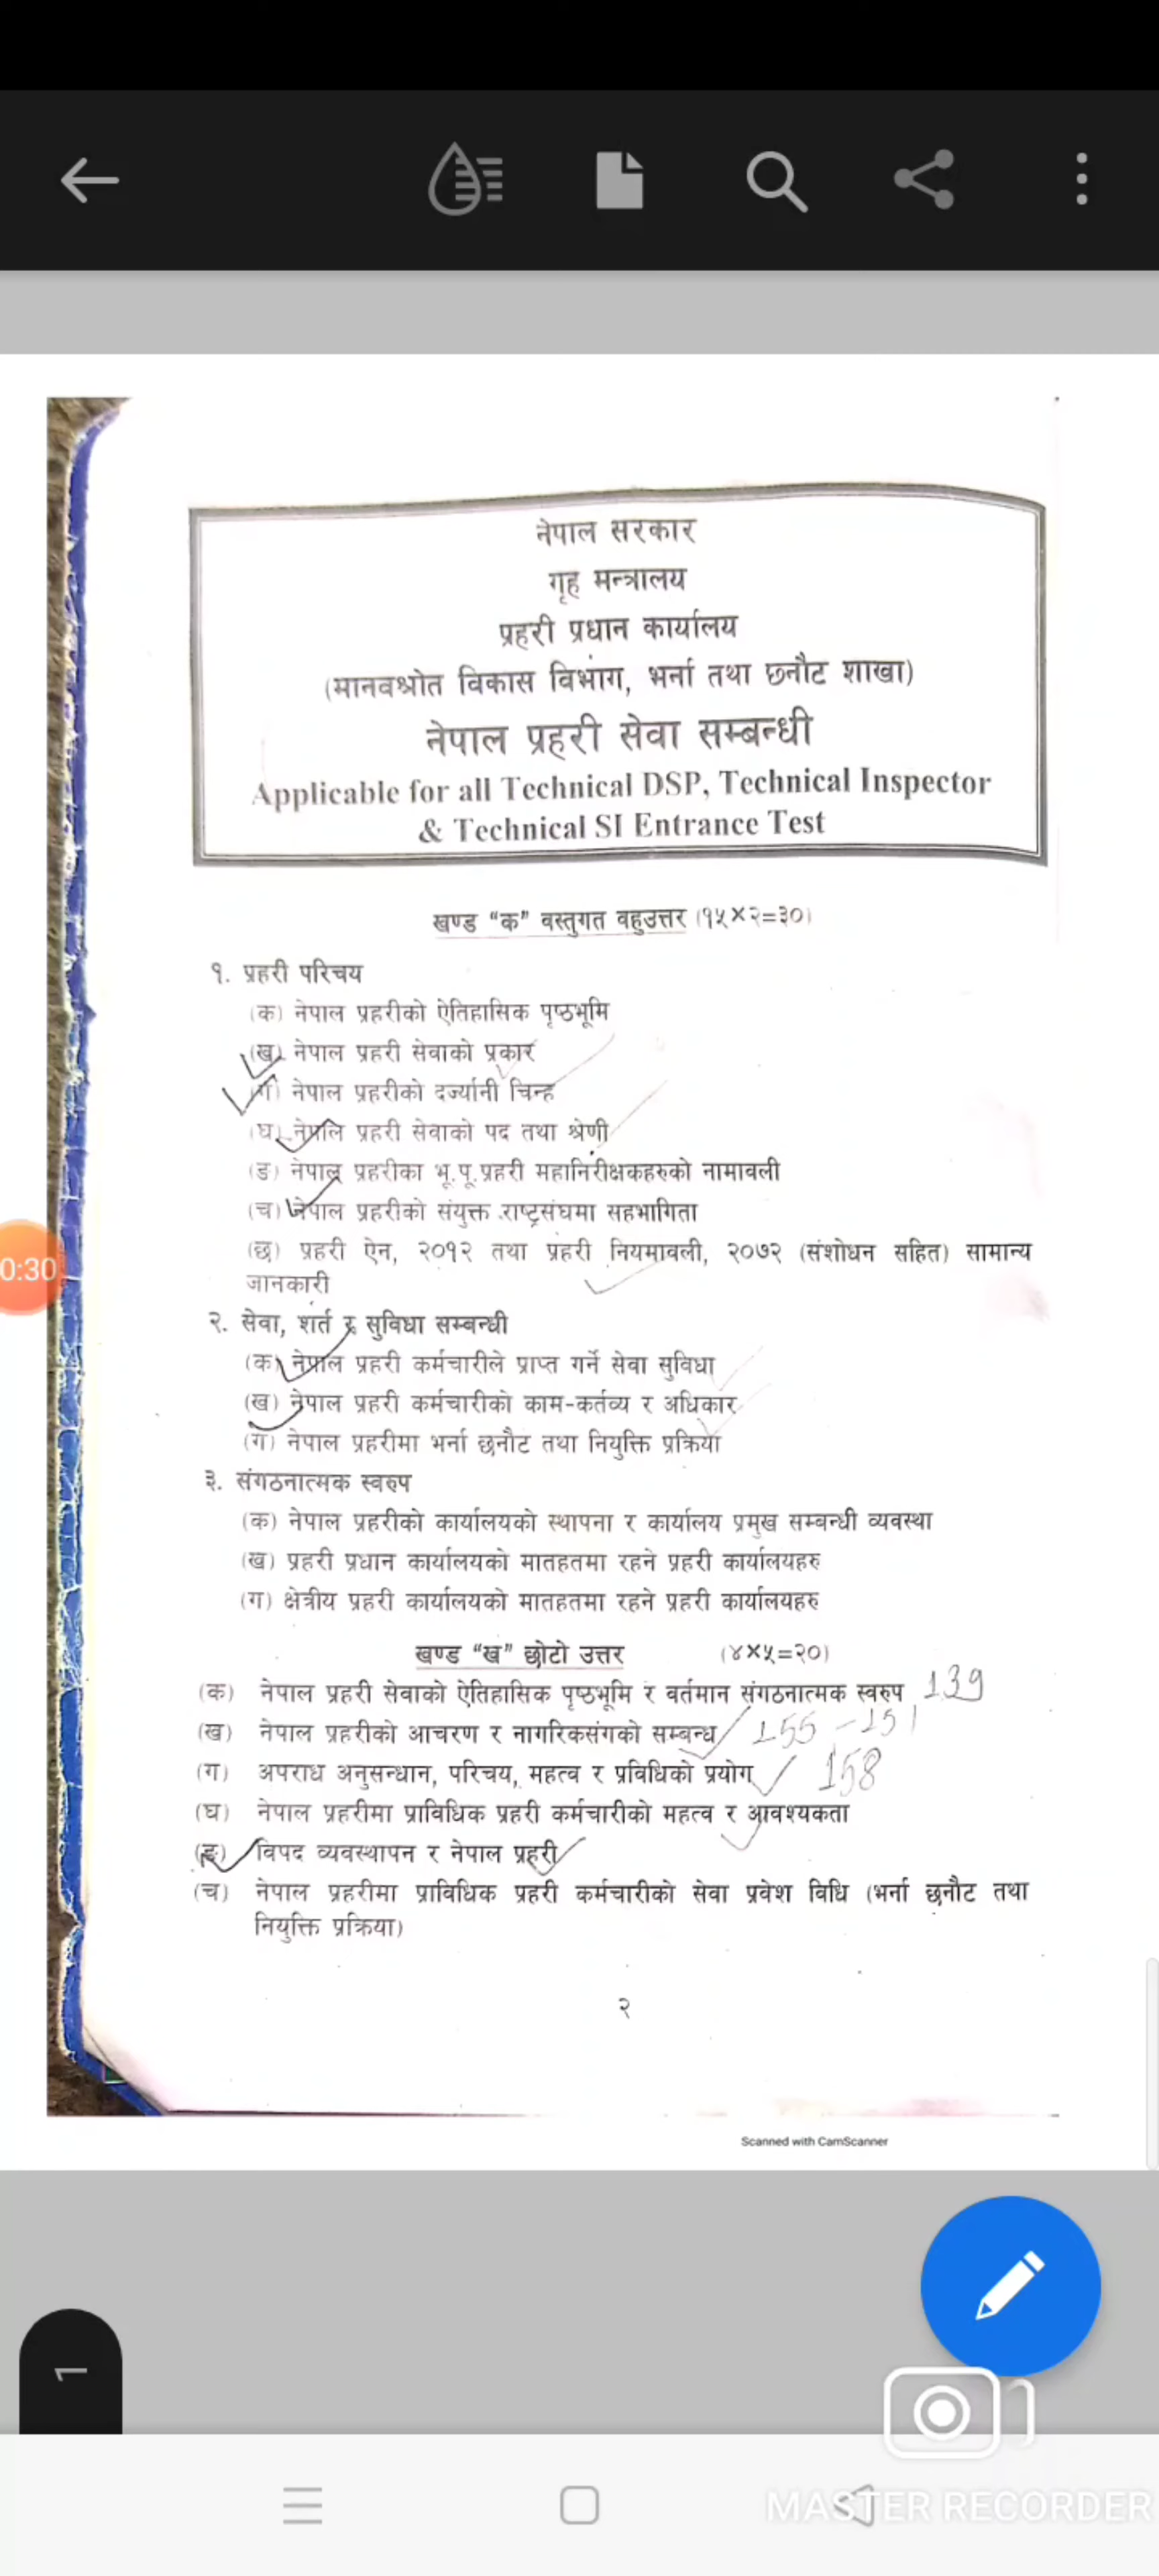 नेपाल सरकार
गृह मन्त्रालय
प्रहरी प्रधान कार्यालय
(मानवश्रोत विकास विभाग, भर्ना तथा छनौट शाखा)
नेपाल प्रहरी सेवा सम्बन्धी
Applicable for all Technical DSP, Technical Inspector
& Technical SI Entrance Test
खण्ड “क” वस्तुगत वहुउत्तर (१५×२=३०)
१. प्रहरी परिचय
(क) नेपाल प्रहरीको ऐतिहासिक पृष्ठभूमि
(ख) नेपाल प्रहरी सेवाको प्रकार
(ग) नेपाल प्रहरीको दर्ज्यानी चिन्ह
(घ) नेपाल प्रहरी सेवाको पद तथा श्रेणी
(ङ) नेपाल प्रहरीका भू.पू.प्रहरी महानिरीक्षकहरुको नामावली
(च) नेपाल प्रहरीको संयुक्त राष्ट्रसंघमा सहभागिता
0:30
(छ) प्रहरी ऐन, २०१२ तथा प्रहरी नियमावली, २०७२ (संशोधन सहित) सामान्य
जानकारी
२. सेवा, शर्त र सुविधा सम्बन्धी
(क) नेपाल प्रहरी कर्मचारीले प्राप्त गर्ने सेवा सुविधा
(ख) नेपाल प्रहरी कर्मचारीको काम-कर्तव्य र अधिकार
(ग) नेपाल प्रहरीमा भर्ना छनौट तथा नियुक्ति प्रक्रिया
३. संगठनात्मक स्वरुप
(क) नेपाल प्रहरीको कार्यालयको स्थापना र कार्यालय प्रमुख सम्बन्धी व्यवस्था
(ख) प्रहरी प्रधान कार्यालयको मातहतमा रहने प्रहरी कार्यालयहरु
(ग) क्षेत्रीय प्रहरी कार्यालयको मातहतमा रहने प्रहरी कार्यालयहरु
खण्ड “ख” छोटो उत्तर (४×५=२०)
(क) नेपाल प्रहरी सेवाको ऐतिहासिक पृष्ठभूमि र वर्तमान संगठनात्मक स्वरुप 139
(ख) नेपाल प्रहरीको आचरण र नागरिकसंगको सम्बन्ध 155 - 151
(ग) अपराध अनुसन्धान, परिचय, महत्व र प्रविधिको प्रयोग 158
(घ) नेपाल प्रहरीमा प्राविधिक प्रहरी कर्मचारीको महत्व र आवश्यकता
(ङ) विपद व्यवस्थापन र नेपाल प्रहरी
(च) नेपाल प्रहरीमा प्राविधिक प्रहरी कर्मचारीको सेवा प्रवेश विधि (भर्ना छनौट तथा
नियुक्ति प्रक्रिया)
२
Scanned with CamScanner
1
MASTER RECORDER